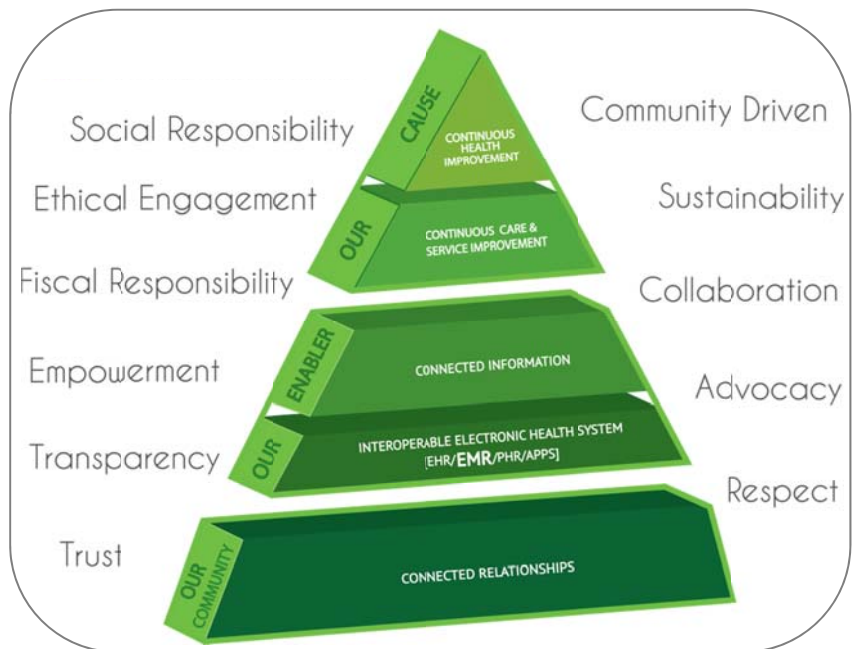 Social Responsibility
Ethical Engagement
Fiscal Responsibility
Empowerment
Transparency
Trust
CAUSE
OUR
CONTINUOUS
HEALTH
IMPROVEMENT
CONTINUOUS CARE &
SERVICE IMPROVEMENT
ENABLER
OUR
CONNECTED INFORMATION
INTEROPERABLE ELECTRONIC HEALTH SYSTEM
[EHR/EMR/PHR/APPS]
OUR
COMMUNITY
CONNECTED RELATIONSHIPS
Community Driven
Sustainability
Collaboration
Advocacy
Respect